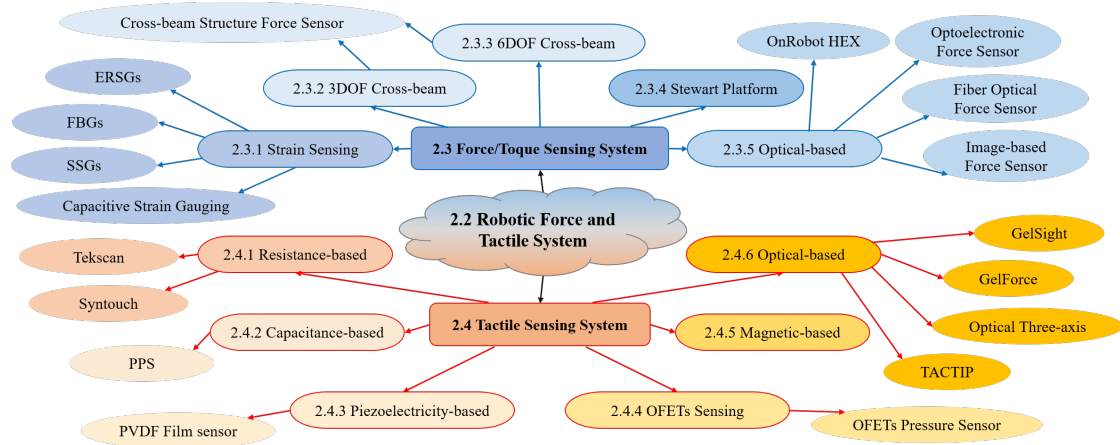 Cross-beam Structure Force Sensor
2.3.3 6DOF Cross-beam
OnRobot HEX
Optoelectronic
Force Sensor
ERSGs
2.3.2 3DOF Cross-beam
2.3.4 Stewart Platform
Fiber Optical
Force Sensor
FBGs
2.3.1 Strain Sensing
2.3 Force/Toque Sensing System
2.3.5 Optical-based
Image-based
Force Sensor
SSGs
Capacitive Strain Gauging
2.2 Robotic Force and
Tactile System
Tekscan
2.4.1 Resistance-based
2.4.6 Optical-based
GelSight
GelForce
Syntouch
2.4 Tactile Sensing System
2.4.2 Capacitance-based
2.4.5 Magnetic-based
Optical Three-axis
PPS
TACTIP
2.4.3 Piezoelectricity-based
2.4.4 OFETs Sensing
PVDF Film sensor
OFETs Pressure Sensor